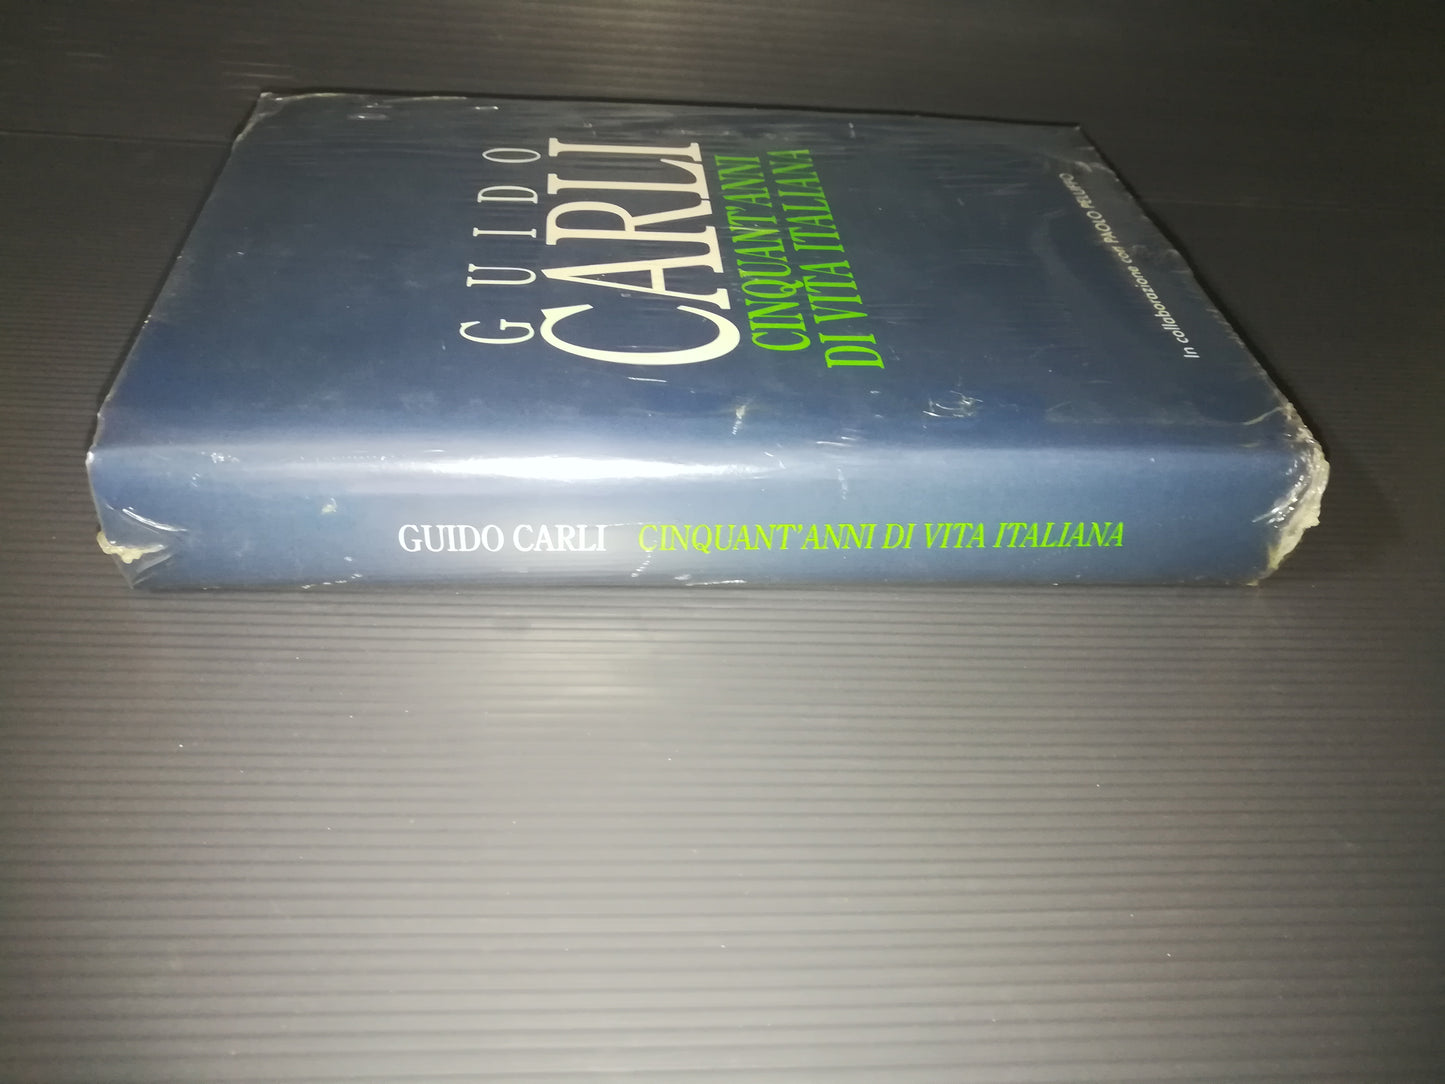 GUIDO
CARLI
CINQUANT'ANNI
DI VITA ITALIANA
In collaborazione con PAOLO PELUFFO
GUIDO CARLI CINQUANT'ANNI DI VITA ITALIANA